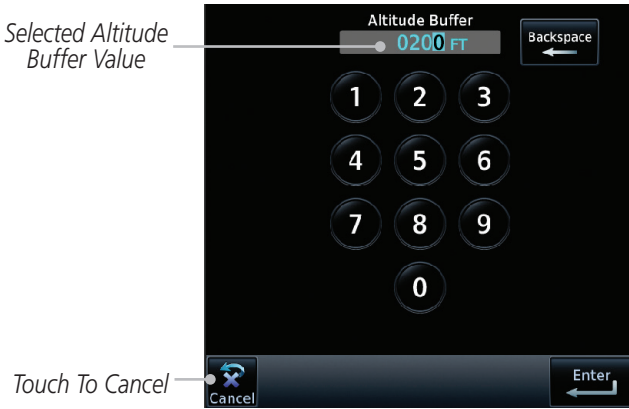 Altitude Buffer
Selected Altitude
Buffer Value
0200 FT
Backspace
1 2 3
4 5 6
7 8 9
0
Touch To Cancel
Cancel
Enter